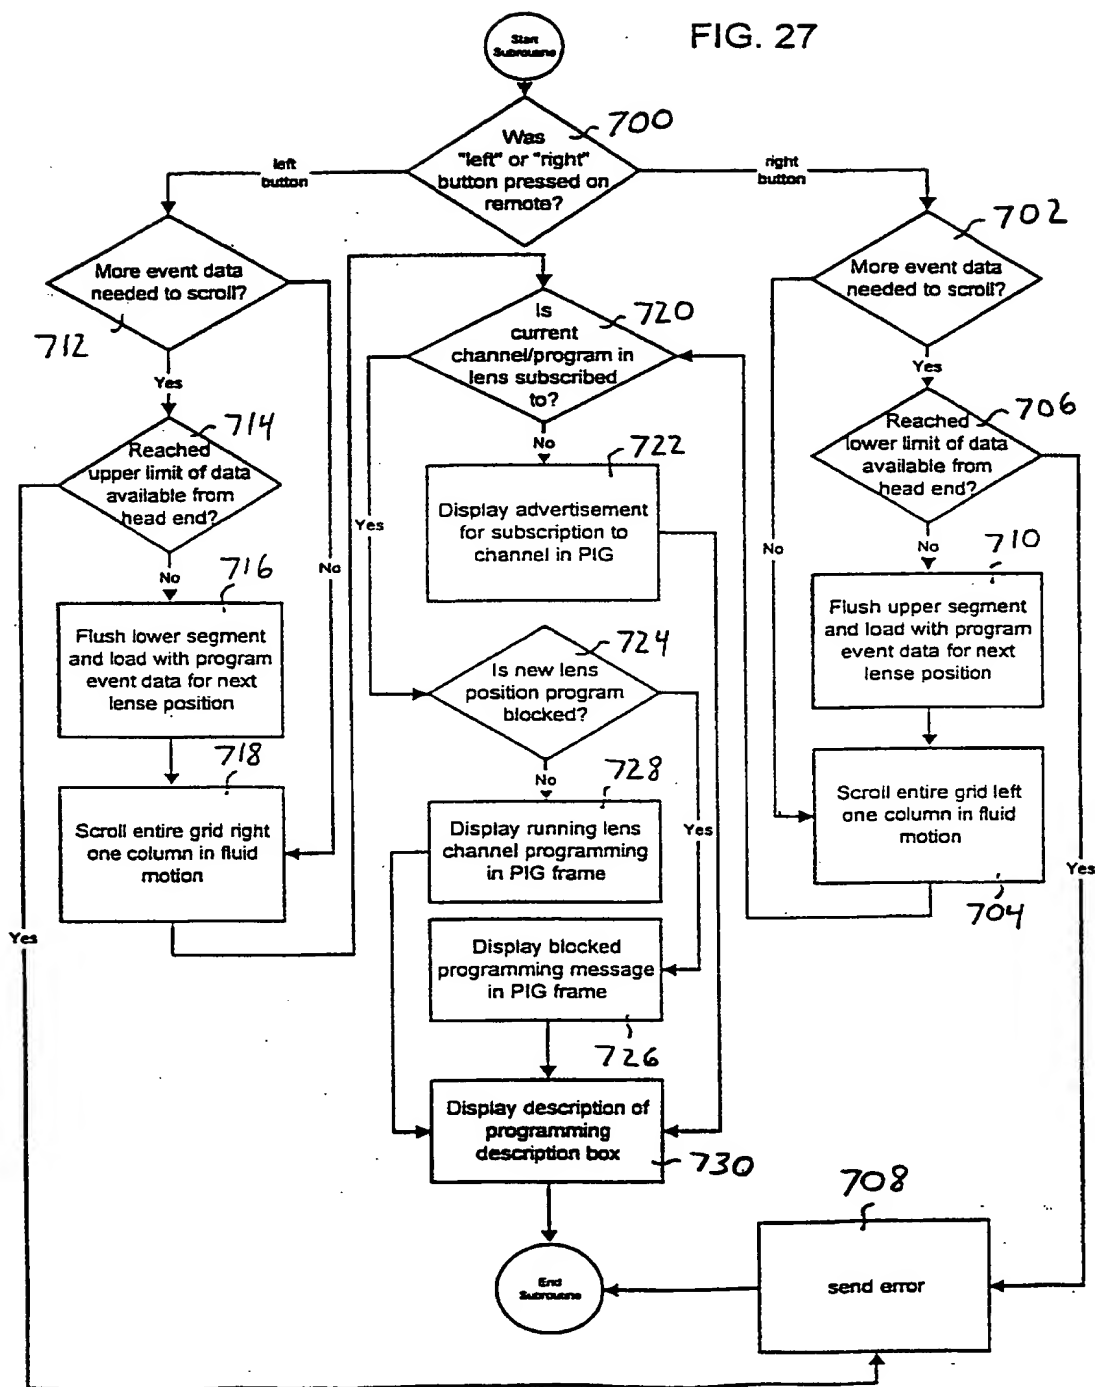 FIG. 27
Start
Subroutine
700
Was
"left" or "right"
button pressed on
remote?
left
button
right
button
702
More event data
needed to scroll?
712
Yes
714
Reached
upper limit of data
available from
head end?
No
716
Flush lower segment
and load with program
event data for next
lense position
718
Scroll entire grid right
one column in fluid
motion
No
Yes
Is
current
channel/program in
lens subscribed
to?
720
No
722
Display advertisement
for subscription to
channel in PIG
Yes
724
Is new lens
position program
blocked?
No
728
Display running lens
channel programming
in PIG frame
Yes
Display blocked
programming message
in PIG frame
726
Display description of
programming
description box
730
End
Subroutine
More event data
needed to scroll?
Yes
706
Reached
lower limit of data
available from
head end?
No
No
710
Flush upper segment
and load with program
event data for next
lense position
Scroll entire grid left
one column in fluid
motion
704
Yes
708
send error